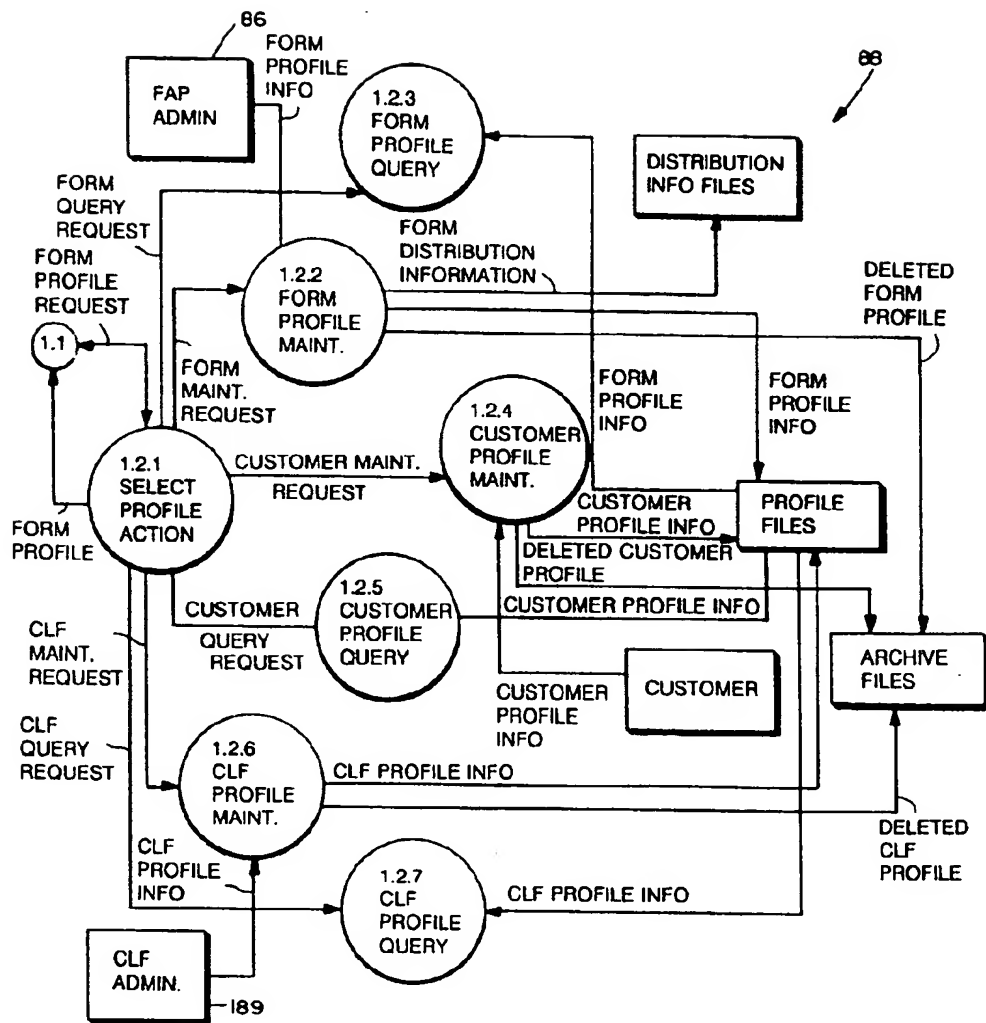 86
FORM
PROFILE
INFO
88
FAP
ADMIN
1.2.3
FORM
PROFILE
QUERY
DISTRIBUTION
INFO FILES
FORM
QUERY
REQUEST
FORM
DISTRIBUTION
INFORMATION
FORM
PROFILE
REQUEST
1.2.2
FORM
PROFILE
MAINT.
DELETED
FORM
PROFILE
1.1
FORM
MAINT.
REQUEST
FORM
PROFILE
INFO
FORM
PROFILE
INFO
1.2.4
CUSTOMER
PROFILE
MAINT.
1.2.1
SELECT
PROFILE
ACTION
CUSTOMER MAINT.
REQUEST
FORM
PROFILE
CUSTOMER
PROFILE INFO
PROFILE
FILES
DELETED CUSTOMER
PROFILE
1.2.5
CUSTOMER
PROFILE
QUERY
CUSTOMER
QUERY
REQUEST
CUSTOMER PROFILE INFO
CLF
MAINT.
REQUEST
ARCHIVE
FILES
CUSTOMER
PROFILE
INFO
CUSTOMER
CLF
QUERY
REQUEST
1.2.6
CLF
PROFILE
MAINT.
CLF PROFILE INFO
CLF
PROFILE
INFO
DELETED
CLF
PROFILE
1.2.7
CLF
PROFILE
QUERY
CLF PROFILE INFO
CLF
ADMIN.
189